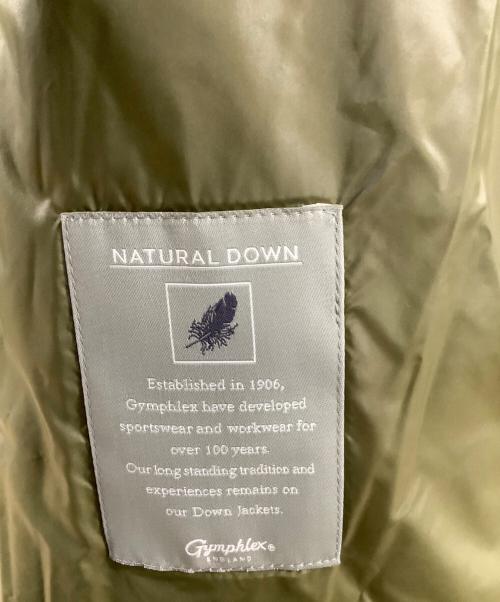 NATURAL DOWN
Established in 1906,
Gymphlex have developed
sportswear and workwear for
over 100 years.
Our long standing tradition and
experiences remains on
our Down Jackets.
Gymphlex®
ENGLAND